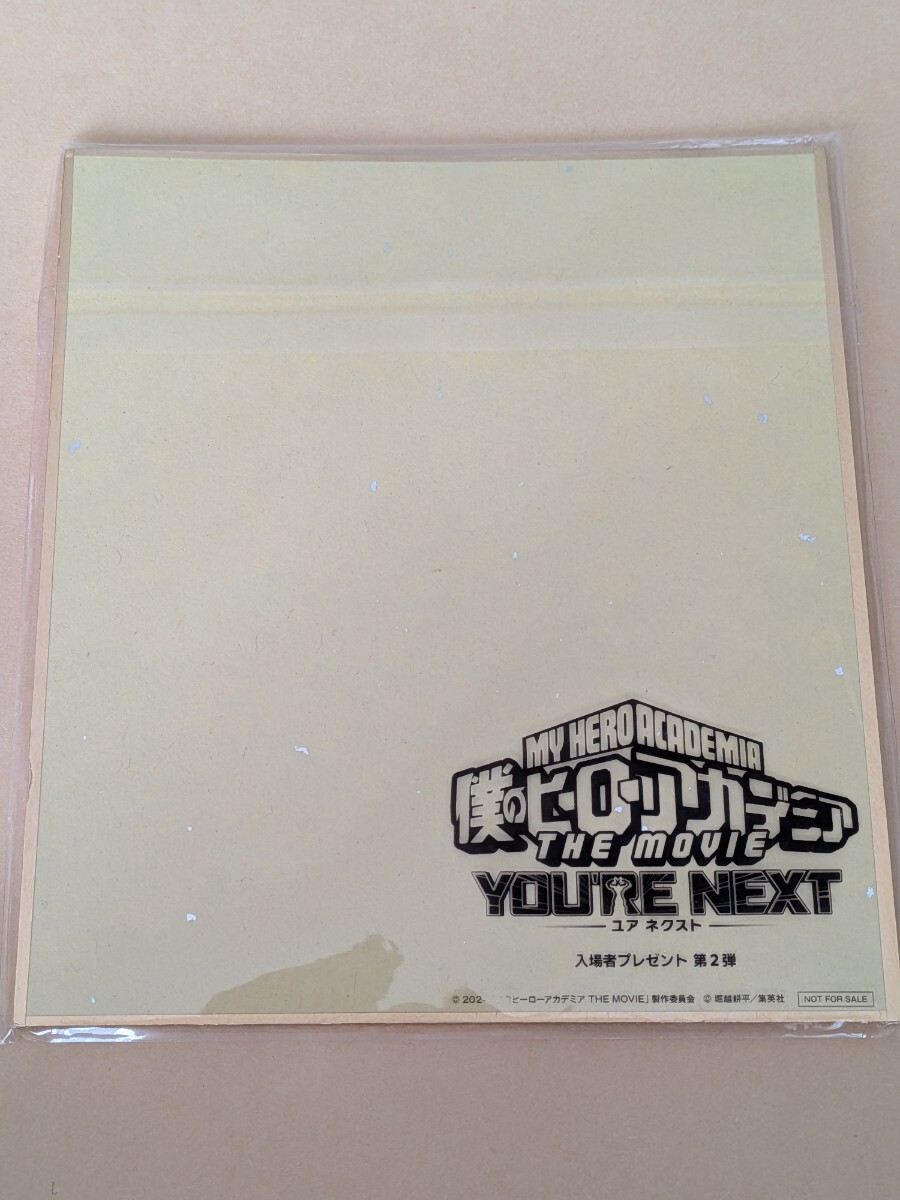 MY HERO ACADEMIA
僕のヒーローアカデミア
THE MOVIE
YOU'RE NEXT
ユア ネクスト
入場者プレゼント 第2弾
© 202 ヒーローアカデミア THE MOVIE」製作委員会 © 堀越耕平/集英社 NOT FOR SALE